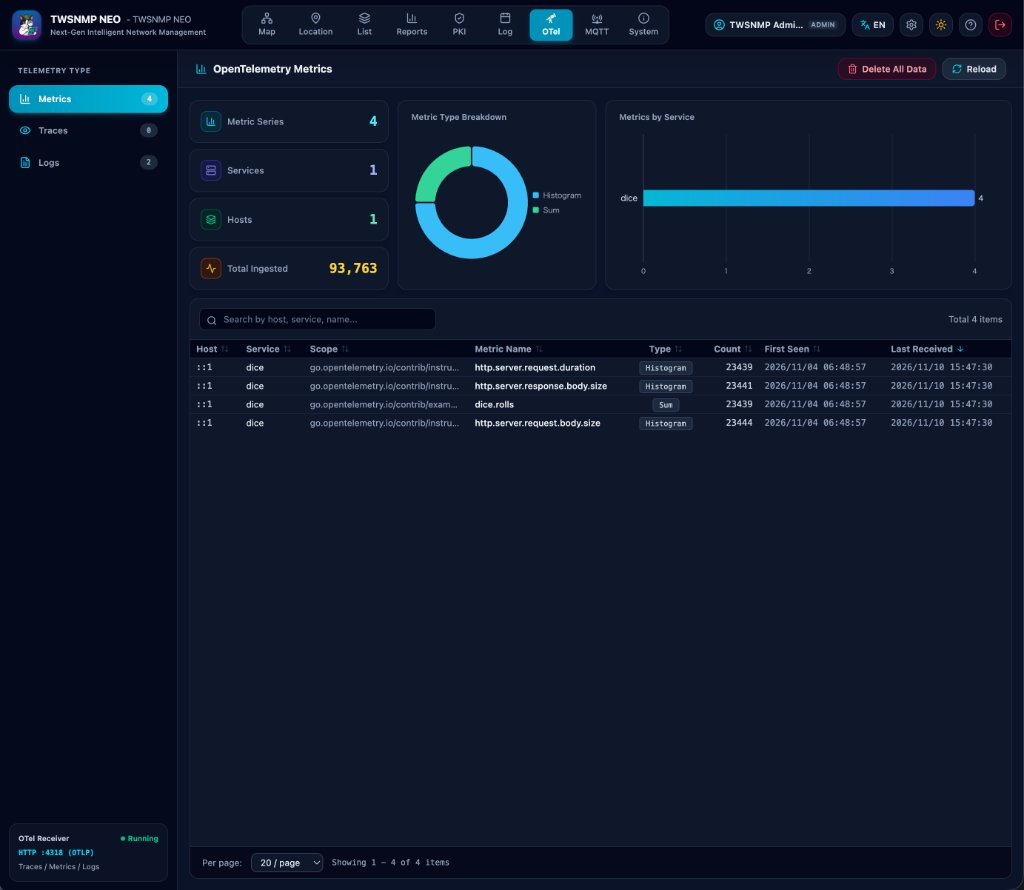 TWSNMP NEO - TWSNMP NEO
Next-Gen Intelligent Network Management
Map
Location
List
Reports
PKI
Log
OTel
MQTT
System
TWSNMP Admi... ADMIN
EN
TELEMETRY TYPE
Metrics 4
Traces 0
Logs 2
OpenTelemetry Metrics
Delete All Data
Reload
Metric Series 4
Services 1
Hosts 1
Total Ingested 93,763
Metric Type Breakdown
Histogram
Sum
Metrics by Service
dice 4
0 1 2 3 4
Search by host, service, name...
Total 4 items
Host Service Scope Metric Name Type Count First Seen Last Received
::1 dice go.opentelemetry.io/contrib/instru... http.server.request.duration Histogram 23439 2026/11/04 06:48:57 2026/11/10 15:47:30
::1 dice go.opentelemetry.io/contrib/instru... http.server.response.body.size Histogram 23441 2026/11/04 06:48:57 2026/11/10 15:47:30
::1 dice go.opentelemetry.io/contrib/exam... dice.rolls Sum 23439 2026/11/04 06:48:57 2026/11/10 15:47:30
::1 dice go.opentelemetry.io/contrib/instru... http.server.request.body.size Histogram 23444 2026/11/04 06:48:57 2026/11/10 15:47:30
OTel Receiver Running
HTTP :4318 (OTLP)
Traces / Metrics / Logs
Per page: 20 / page Showing 1 – 4 of 4 items